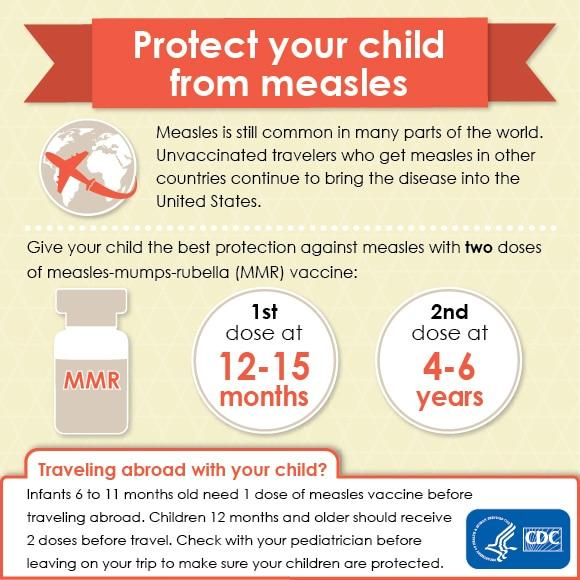 Protect your child
from measles
Measles is still common in many parts of the world.
Unvaccinated travelers who get measles in other
countries continue to bring the disease into the
United States.
Give your child the best protection against measles with two doses
of measles-mumps-rubella (MMR) vaccine:
MMR
1st
dose at
12-15
months
2nd
dose at
4-6
years
Traveling abroad with your child?
Infants 6 to 11 months old need 1 dose of measles vaccine before
traveling abroad. Children 12 months and older should receive
2 doses before travel. Check with your pediatrician before
leaving on your trip to make sure your children are protected.
CDC